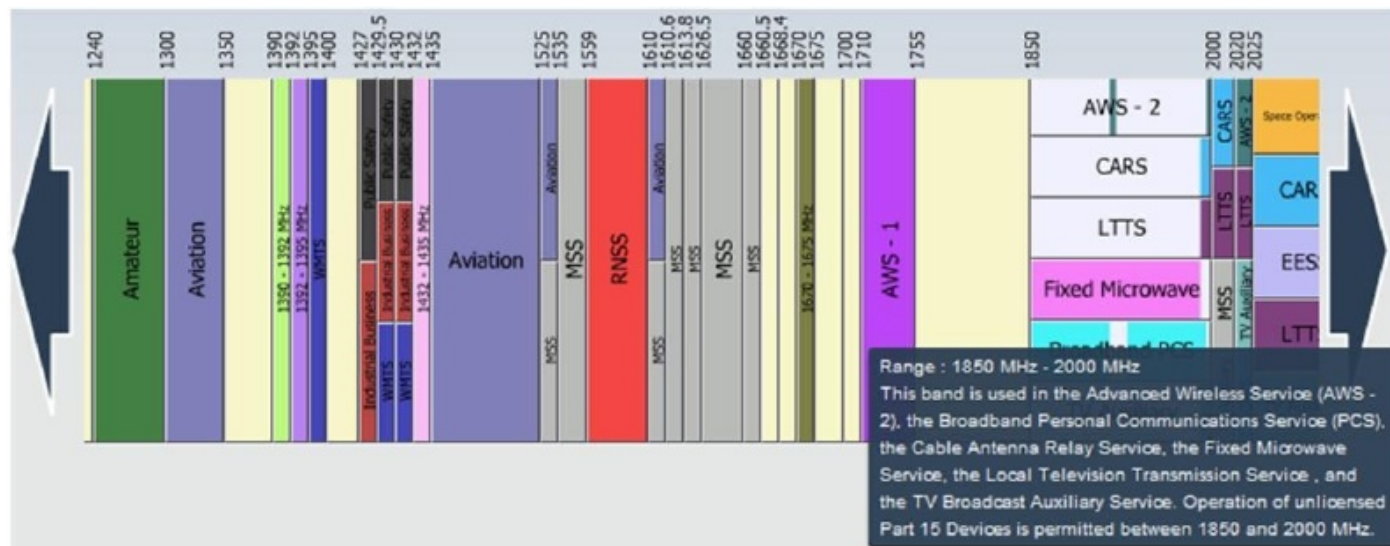 1240
1300
1350
1390
1392
1395
1400
1427
1429.5
1430
1432
1435
1525
1535
1559
1610
1610.6
1613.8
1626.5
1660
1660.5
1668.4
1670
1675
1700
1710
1755
1850
2000
2020
2025
Amateur
Aviation
1390 - 1392 MHz
1392 - 1395 MHz
WMTS
Public Safety
Industrial Business
Public Safety
Industrial Business
WMTS
Public Safety
Industrial Business
WMTS
1432 - 1435 MHz
Aviation
Aviation
MSS
MSS
RNSS
Aviation
MSS
MSS
MSS
MSS
MSS
1670 - 1675 MHz
AWS - 1
AWS - 2
CARS
LTTS
Fixed Microwave
Broadband PCS
CARS
LTTS
MSS
AWS - 2
LTTS
TV Auxiliary
Space Oper
CAR
EES
LTT
Range : 1850 MHz - 2000 MHz
This band is used in the Advanced Wireless Service (AWS -
2), the Broadband Personal Communications Service (PCS),
the Cable Antenna Relay Service, the Fixed Microwave
Service, the Local Television Transmission Service , and
the TV Broadcast Auxiliary Service. Operation of unlicensed
Part 15 Devices is permitted between 1850 and 2000 MHz.